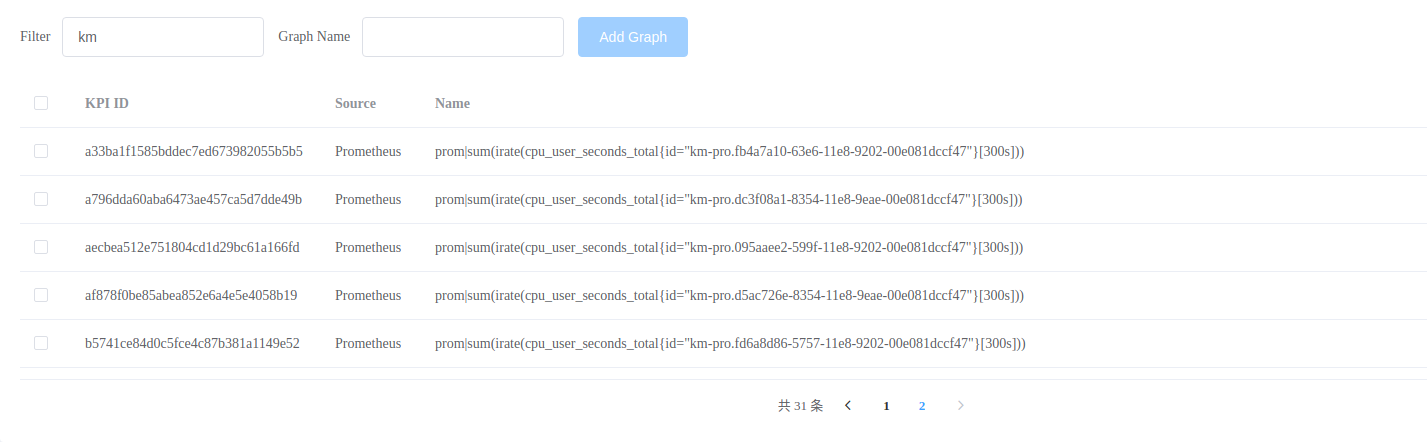 Filter km Graph Name Add Graph
KPI ID Source Name
a33ba1f1585bddec7ed673982055b5b5 Prometheus prom|sum(irate(cpu_user_seconds_total{id="km-pro.fb4a7a10-63e6-11e8-9202-00e081dccf47"}[300s]))
a796dda60aba6473ae457ca5d7dde49b Prometheus prom|sum(irate(cpu_user_seconds_total{id="km-pro.dc3f08a1-8354-11e8-9eae-00e081dccf47"}[300s]))
aecbea512e751804cd1d29bc61a166fd Prometheus prom|sum(irate(cpu_user_seconds_total{id="km-pro.095aaee2-599f-11e8-9202-00e081dccf47"}[300s]))
af878f0be85abea852e6a4e5e4058b19 Prometheus prom|sum(irate(cpu_user_seconds_total{id="km-pro.d5ac726e-8354-11e8-9eae-00e081dccf47"}[300s]))
b5741ce84d0c5fce4c87b381a1149e52 Prometheus prom|sum(irate(cpu_user_seconds_total{id="km-pro.fd6a8d86-5757-11e8-9202-00e081dccf47"}[300s]))
共 31 条 1 2